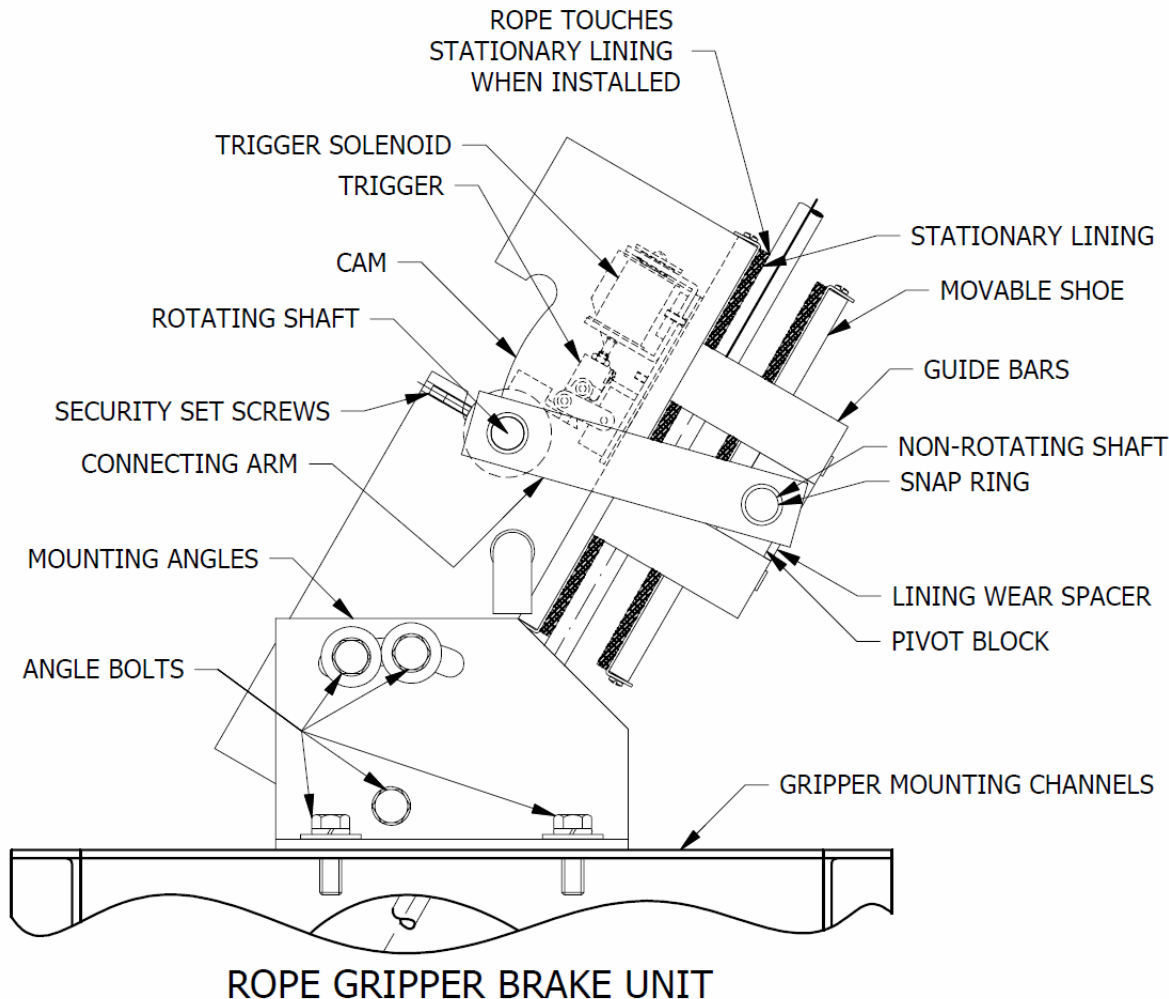 ROPE TOUCHES
STATIONARY LINING
WHEN INSTALLED
TRIGGER SOLENOID
TRIGGER
CAM
ROTATING SHAFT
SECURITY SET SCREWS
CONNECTING ARM
MOUNTING ANGLES
ANGLE BOLTS
STATIONARY LINING
MOVABLE SHOE
GUIDE BARS
NON-ROTATING SHAFT
SNAP RING
LINING WEAR SPACER
PIVOT BLOCK
GRIPPER MOUNTING CHANNELS
ROPE GRIPPER BRAKE UNIT